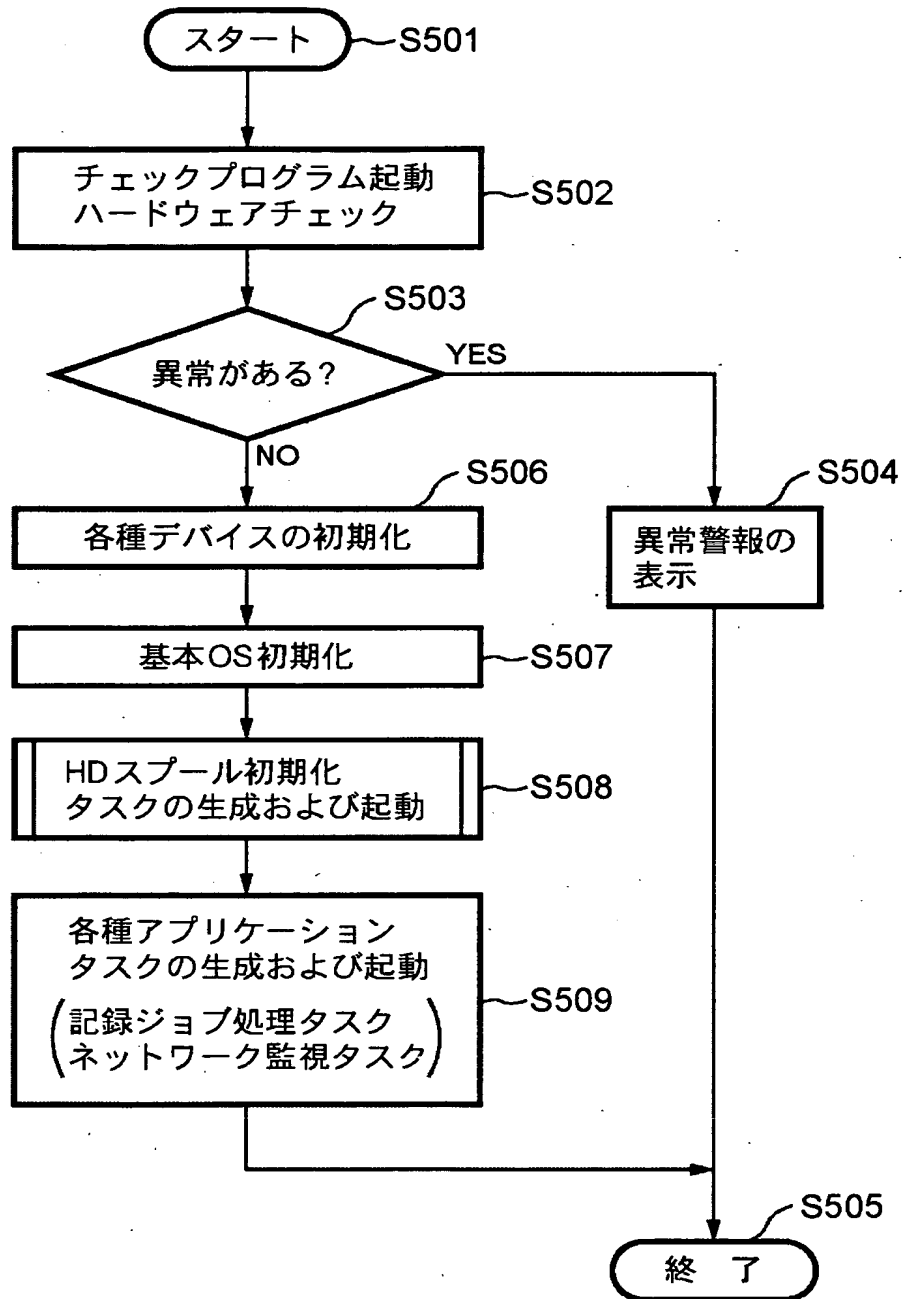 スタート
S501
チェックプログラム起動
ハードウェアチェック
S502
S503
異常がある?
YES
NO
S506
各種デバイスの初期化
S504
異常警報の
表示
基本OS初期化
S507
HDスプール初期化
タスクの生成および起動
S508
各種アプリケーション
タスクの生成および起動
(記録ジョブ処理タスク
ネットワーク監視タスク)
S509
S505
終 了